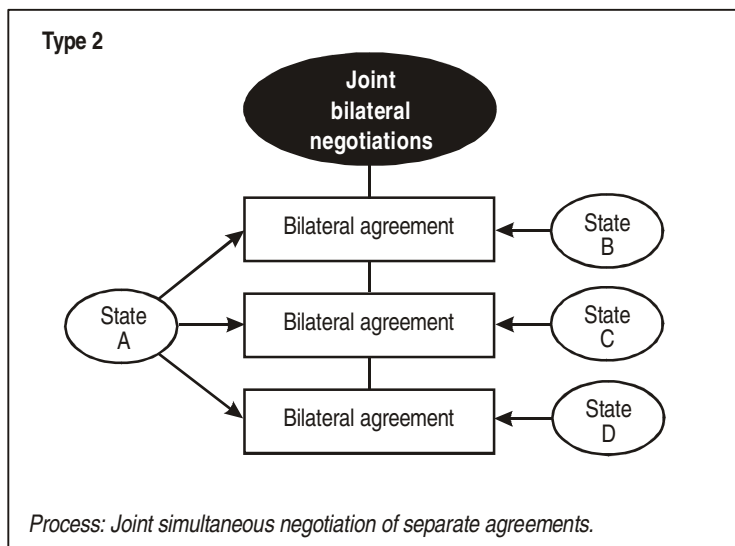 Type 2
Joint
bilateral
negotiations
Bilateral agreement
State
B
State
A
Bilateral agreement
State
C
Bilateral agreement
State
D
Process: Joint simultaneous negotiation of separate agreements.